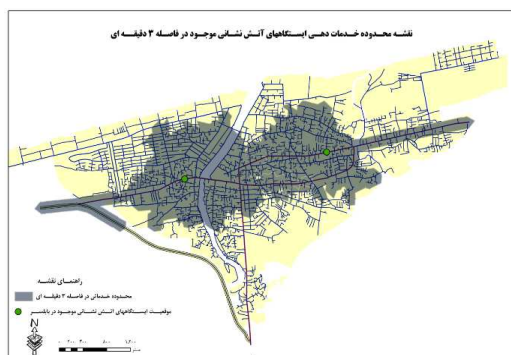 نقشه محدوده خدمات دهی ایستگاههای آتش نشانی موجود در فاصله ۳ دقیقه ای
راهنمای نقشه:
محدوده خدماتی در فاصله ۳ دقیقه ای
موقعیت ایستگاههای آتش نشانی موجود در بابلسر
N
متر